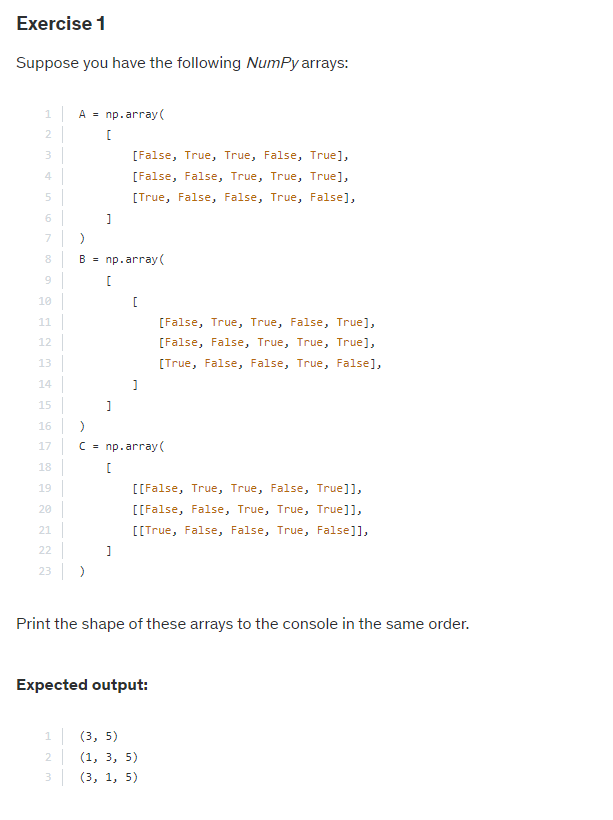 Exercise 1
Suppose you have the following NumPy arrays:
1 A = np.array(
2     [
3         [False, True, True, False, True],
4         [False, False, True, True, True],
5         [True, False, False, True, False],
6     ]
7 )
8 B = np.array(
9     [
10         [
11             [False, True, True, False, True],
12             [False, False, True, True, True],
13             [True, False, False, True, False],
14         ]
15     ]
16 )
17 C = np.array(
18     [
19         [[False, True, True, False, True]],
20         [[False, False, True, True, True]],
21         [[True, False, False, True, False]],
22     ]
23 )
Print the shape of these arrays to the console in the same order.
Expected output:
1 (3, 5)
2 (1, 3, 5)
3 (3, 1, 5)